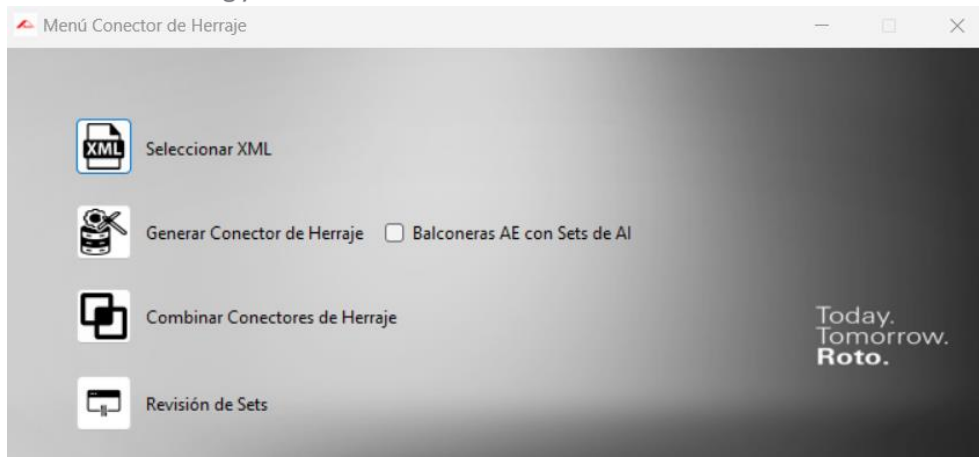 Menú Conector de Herraje
XML
Seleccionar XML
Generar Conector de Herraje
Balconeras AE con Sets de AI
Combinar Conectores de Herraje
Revisión de Sets
Today.
Tomorrow.
Roto.